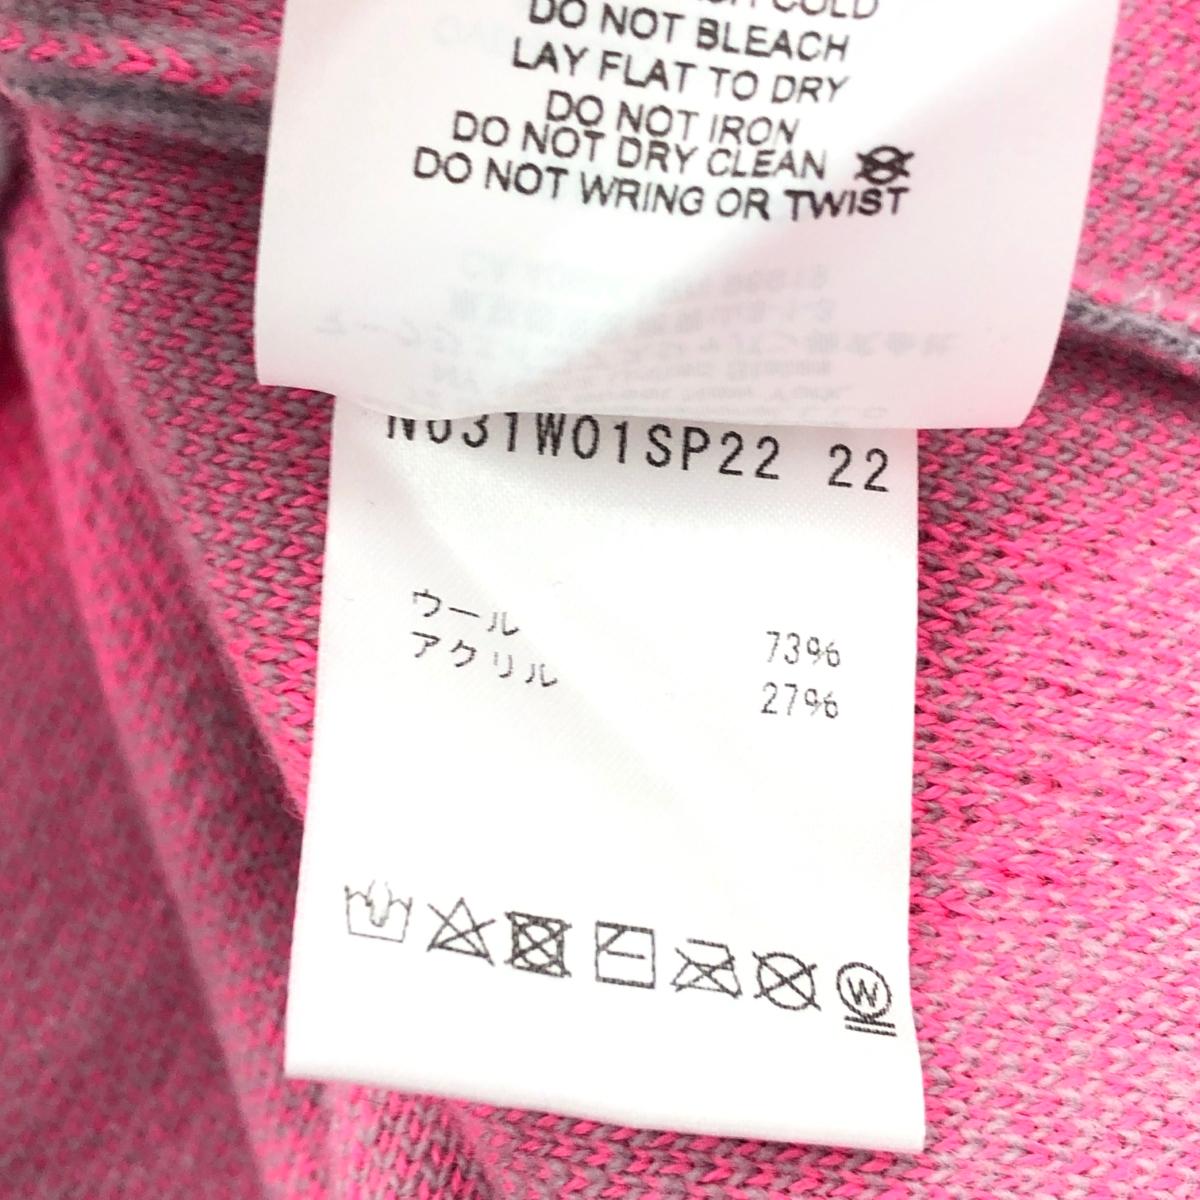 COLD
DO NOT BLEACH
LAY FLAT TO DRY
DO NOT IRON
DO NOT DRY CLEAN
DO NOT WRING OR TWIST
N031W01SP22 22
ウール 73%
アクリル 27%
W